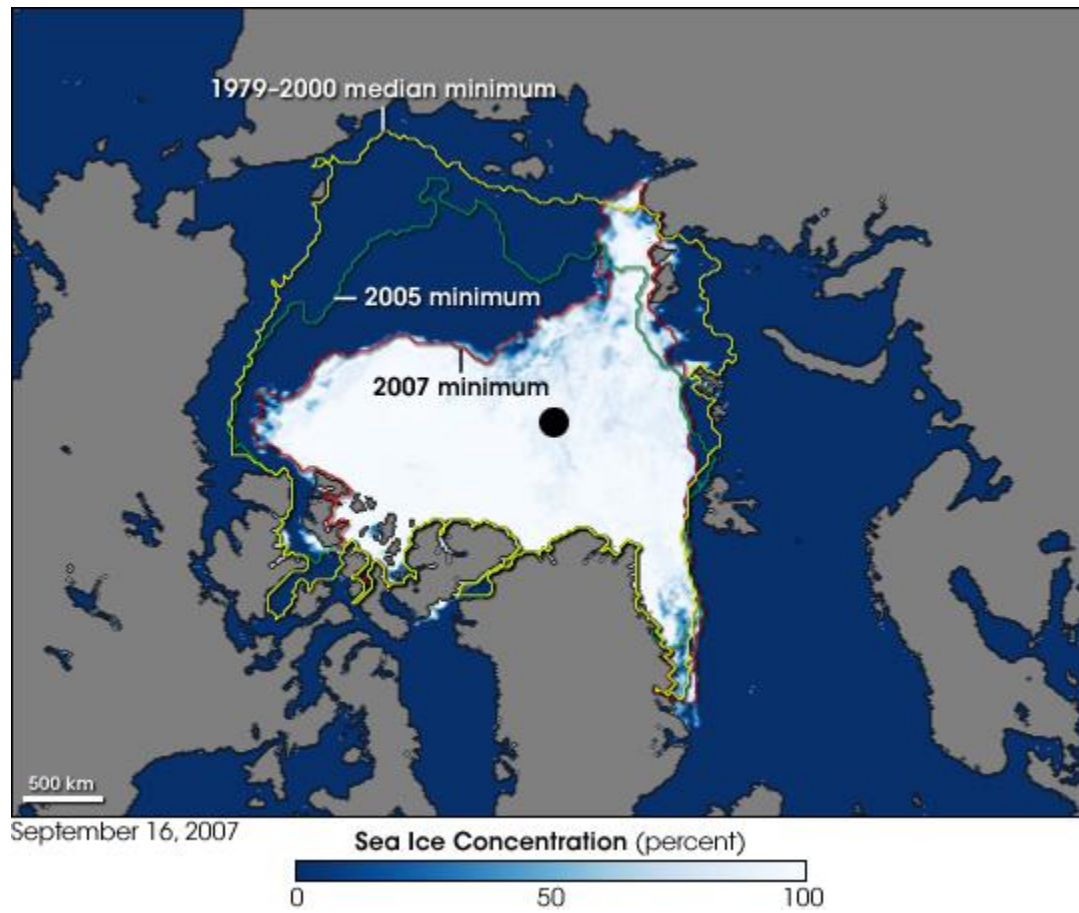 1979–2000 median minimum
2005 minimum
2007 minimum
500 km
September 16, 2007
Sea Ice Concentration (percent)
0 50 100